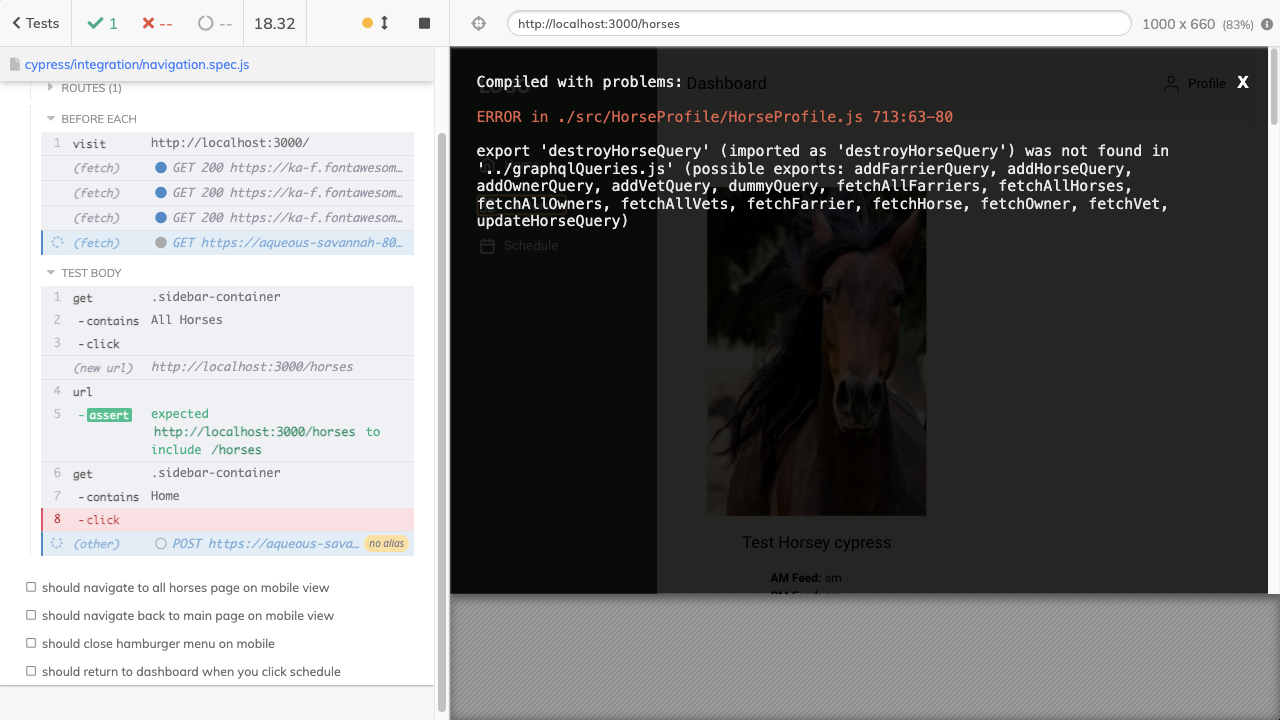 Tests
1
--
--
18.32
http://localhost:3000/horses
1000 x 660 (83%)
cypress/integration/navigation.spec.js
ROUTES (1)
BEFORE EACH
1 visit http://localhost:3000/
(fetch) GET 200 https://ka-f.fontawesom…
(fetch) GET 200 https://ka-f.fontawesom…
(fetch) GET 200 https://ka-f.fontawesom…
(fetch) GET https://aqueous-savannah-80…
TEST BODY
1 get .sidebar-container
2 -contains All Horses
3 -click
(new url) http://localhost:3000/horses
4 url
5 -assert expected
http://localhost:3000/horses to
include /horses
6 get .sidebar-container
7 -contains Home
8 -click
(other) POST https://aqueous-sava… no alias
should navigate to all horses page on mobile view
should navigate back to main page on mobile view
should close hamburger menu on mobile
should return to dashboard when you click schedule
Compiled with problems:
Dashboard
Profile
X
ERROR in ./src/HorseProfile/HorseProfile.js 713:63-80
export 'destroyHorseQuery' (imported as 'destroyHorseQuery') was not found in
'../graphqlQueries.js' (possible exports: addFarrierQuery, addHorseQuery,
addOwnerQuery, addVetQuery, dummyQuery, fetchAllFarriers, fetchAllHorses,
fetchAllOwners, fetchAllVets, fetchFarrier, fetchHorse, fetchOwner, fetchVet,
updateHorseQuery)
Schedule
Test Horsey cypress
AM Feed: am